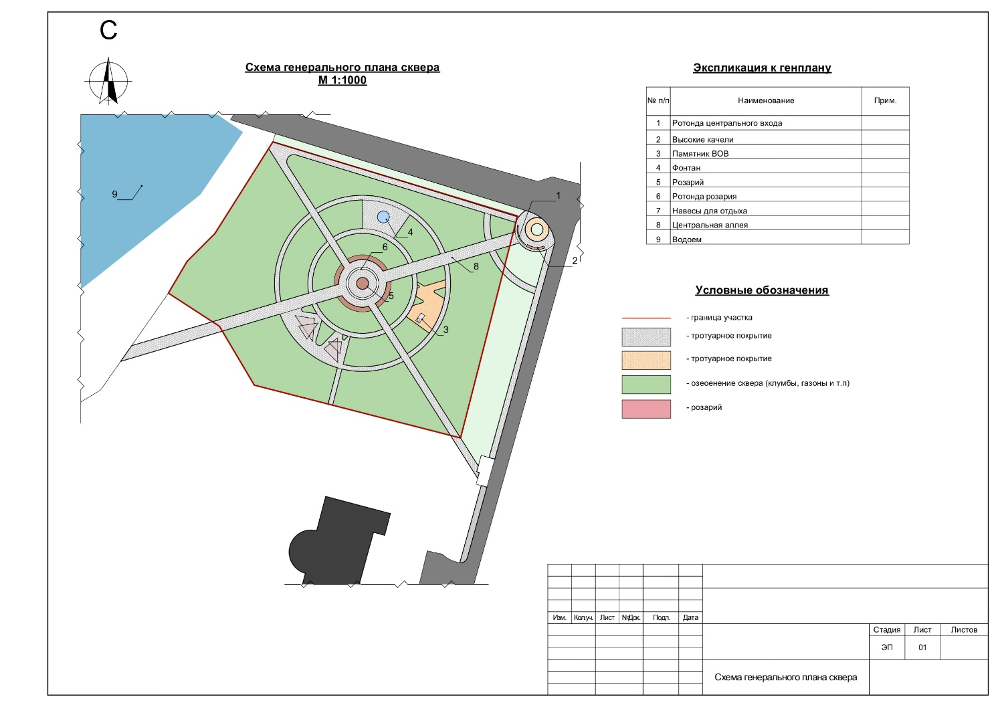 С
Схема генерального плана сквера
М 1:1000
Экспликация к генплану
№ п/п Наименование Прим.
1 Ротонда центрального входа
2 Высокие качели
3 Памятник ВОВ
4 Фонтан
5 Розарий
6 Ротонда розария
7 Навесы для отдыха
8 Центральная аллея
9 Водоем
9
1
4
6
8
2
5
3
Условные обозначения
- граница участка
- тротуарное покрытие
- тротуарное покрытие
- озеоенение сквера (клумбы, газоны и т.п)
- розарий
Изм. Кол.уч. Лист №Док. Подп. Дата
Стадия Лист Листов
ЭП 01
Схема генерального плана сквера